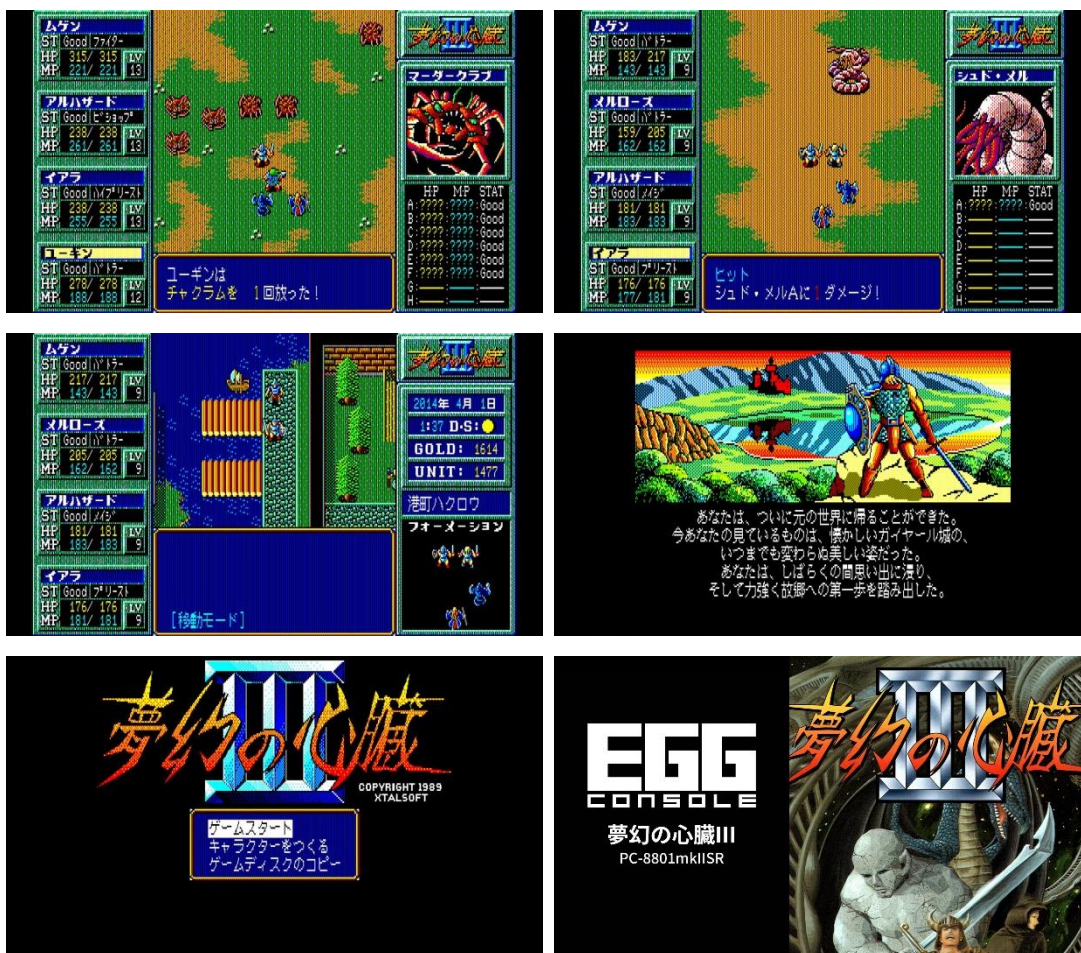 ムゲン
ST Good ファイター
HP 315/ 315 LV
MP 221/ 221 13
アルハザード
ST Good ビショップ
HP 238/ 238 LV
MP 261/ 261 13
イアラ
ST Good ハイプリースト
HP 238/ 238 LV
MP 255/ 255 13
ユーギン
ST Good バトラー
HP 278/ 278 LV
MP 188/ 188 12
ユーギンは
チャクラムを 1回放った!
夢幻の心臓III
マーダークラブ
HP MP STAT
A:????:????:Good
B:????:????:Good
C:????:????:Good
D:????:????:Good
E:????:????:Good
F:????:????:Good
G:
H:
ムゲン
ST Good バトラー
HP 183/ 217 LV
MP 143/ 143 9
メルローズ
ST Good バトラー
HP 159/ 205 LV
MP 162/ 162 9
アルハザード
ST Good メイジ
HP 181/ 181 LV
MP 183/ 183 9
イアラ
ST Good プリースト
HP 176/ 176 LV
MP 177/ 181 9
ヒット
シュド・メルAに 1 ダメージ!
夢幻の心臓III
シュド・メル
HP MP STAT
A:????:????:Good
B:
C:
D:
E:
F:
G:
H:
ムゲン
ST Good バトラー
HP 217/ 217 LV
MP 143/ 143 9
メルローズ
ST Good バトラー
HP 205/ 205 LV
MP 162/ 162 9
アルハザード
ST Good メイジ
HP 181/ 181 LV
MP 183/ 183 9
イアラ
ST Good プリースト
HP 176/ 176 LV
MP 181/ 181 9
[移動モード]
夢幻の心臓III
2014年 4月 1日
1:37 D·S:
GOLD: 1614
UNIT: 1477
港町ハクロウ
フォーメーション
あなたは、ついに元の世界に帰ることができた。
今あなたの見ているものは、懐かしいガイヤール城の、
いつまでも変わらぬ美しい姿だった。
あなたは、しばらくの間思い出に浸り、
そして力強く故郷への第一歩を踏み出した。
夢幻の心臓III
COPYRIGHT 1989
XTALSOFT
ゲームスタート
キャラクターをつくる
ゲームディスクのコピー
EGG
CONSOLE
夢幻の心臓III
PC-8801mkIISR
夢幻の心臓III